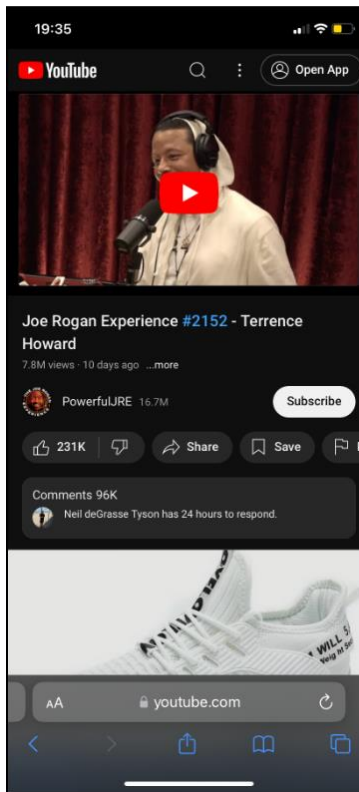 19:35
YouTube
Open App
Joe Rogan Experience #2152 - Terrence
Howard
7.8M views · 10 days ago ...more
PowerfulJRE 16.7M
Subscribe
231K
Share
Save
Comments 96K
Neil deGrasse Tyson has 24 hours to respond.
I WILL
AA
youtube.com